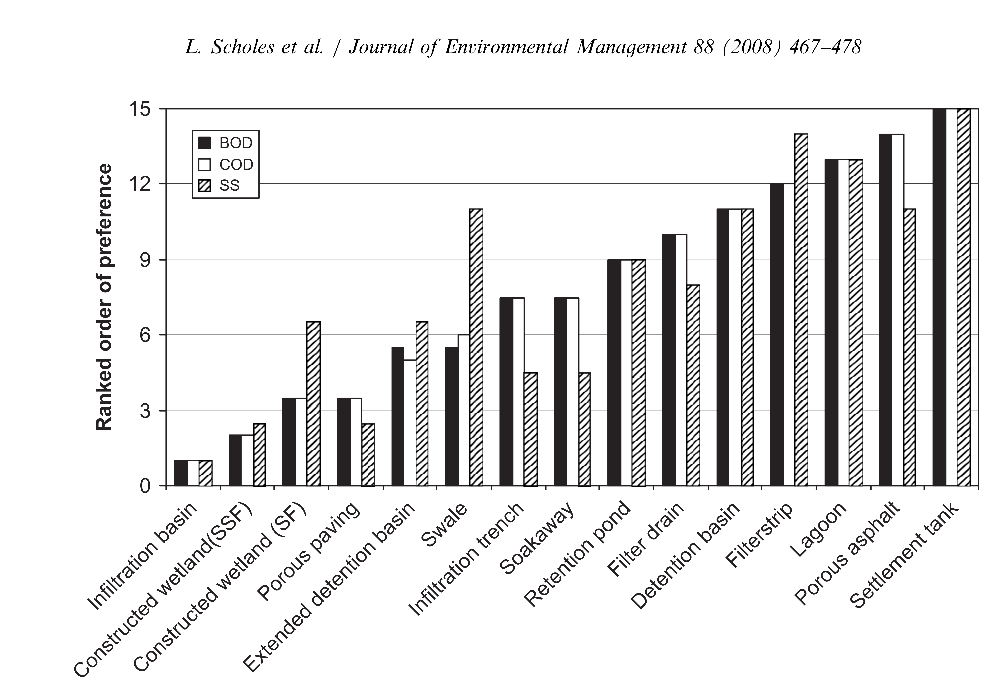 L. Scholes et al. / Journal of Environmental Management 88 (2008) 467–478
15
12
9
6
3
0
Ranked order of preference
BOD
COD
SS
Infiltration basin
Constructed wetland(SSF)
Constructed wetland (SF)
Porous paving
Extended detention basin
Swale
Infiltration trench
Soakaway
Retention pond
Filter drain
Detention basin
Filterstrip
Lagoon
Porous asphalt
Settlement tank